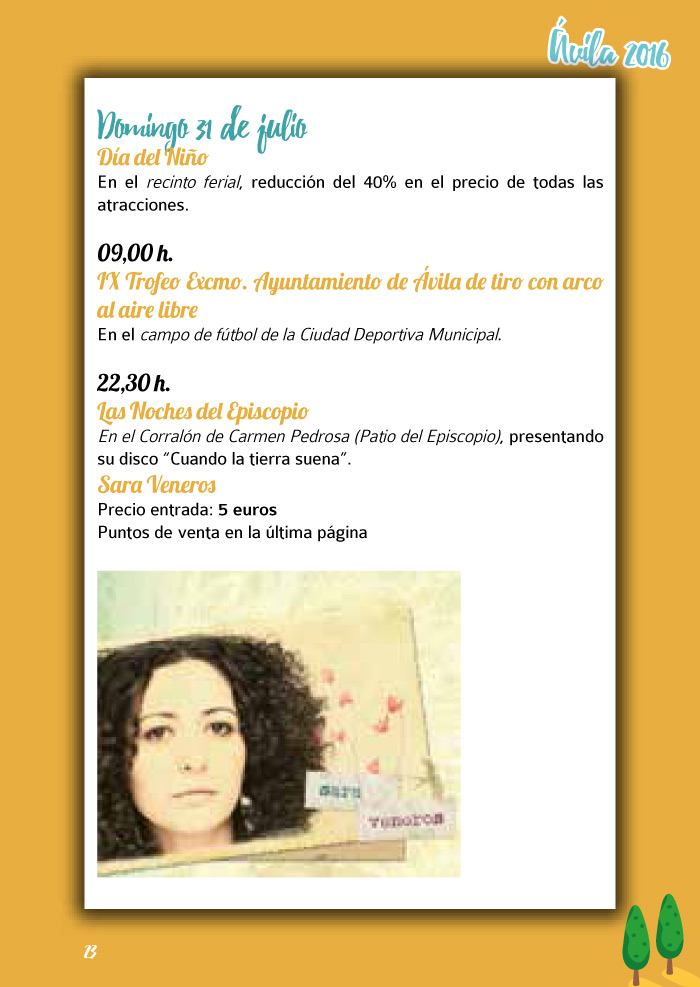 Ávila 2016
Domingo 31 de julio
Día del Niño
En el recinto ferial, reducción del 40% en el precio de todas las
atracciones.
09,00 h.
IX Trofeo Excmo. Ayuntamiento de Ávila de tiro con arco
al aire libre
En el campo de fútbol de la Ciudad Deportiva Municipal.
22,30 h.
Las Noches del Episcopio
En el Corralón de Carmen Pedrosa (Patio del Episcopio), presentando
su disco “Cuando la tierra suena”.
Sara Veneros
Precio entrada: 5 euros
Puntos de venta en la última página
sara
veneros
23